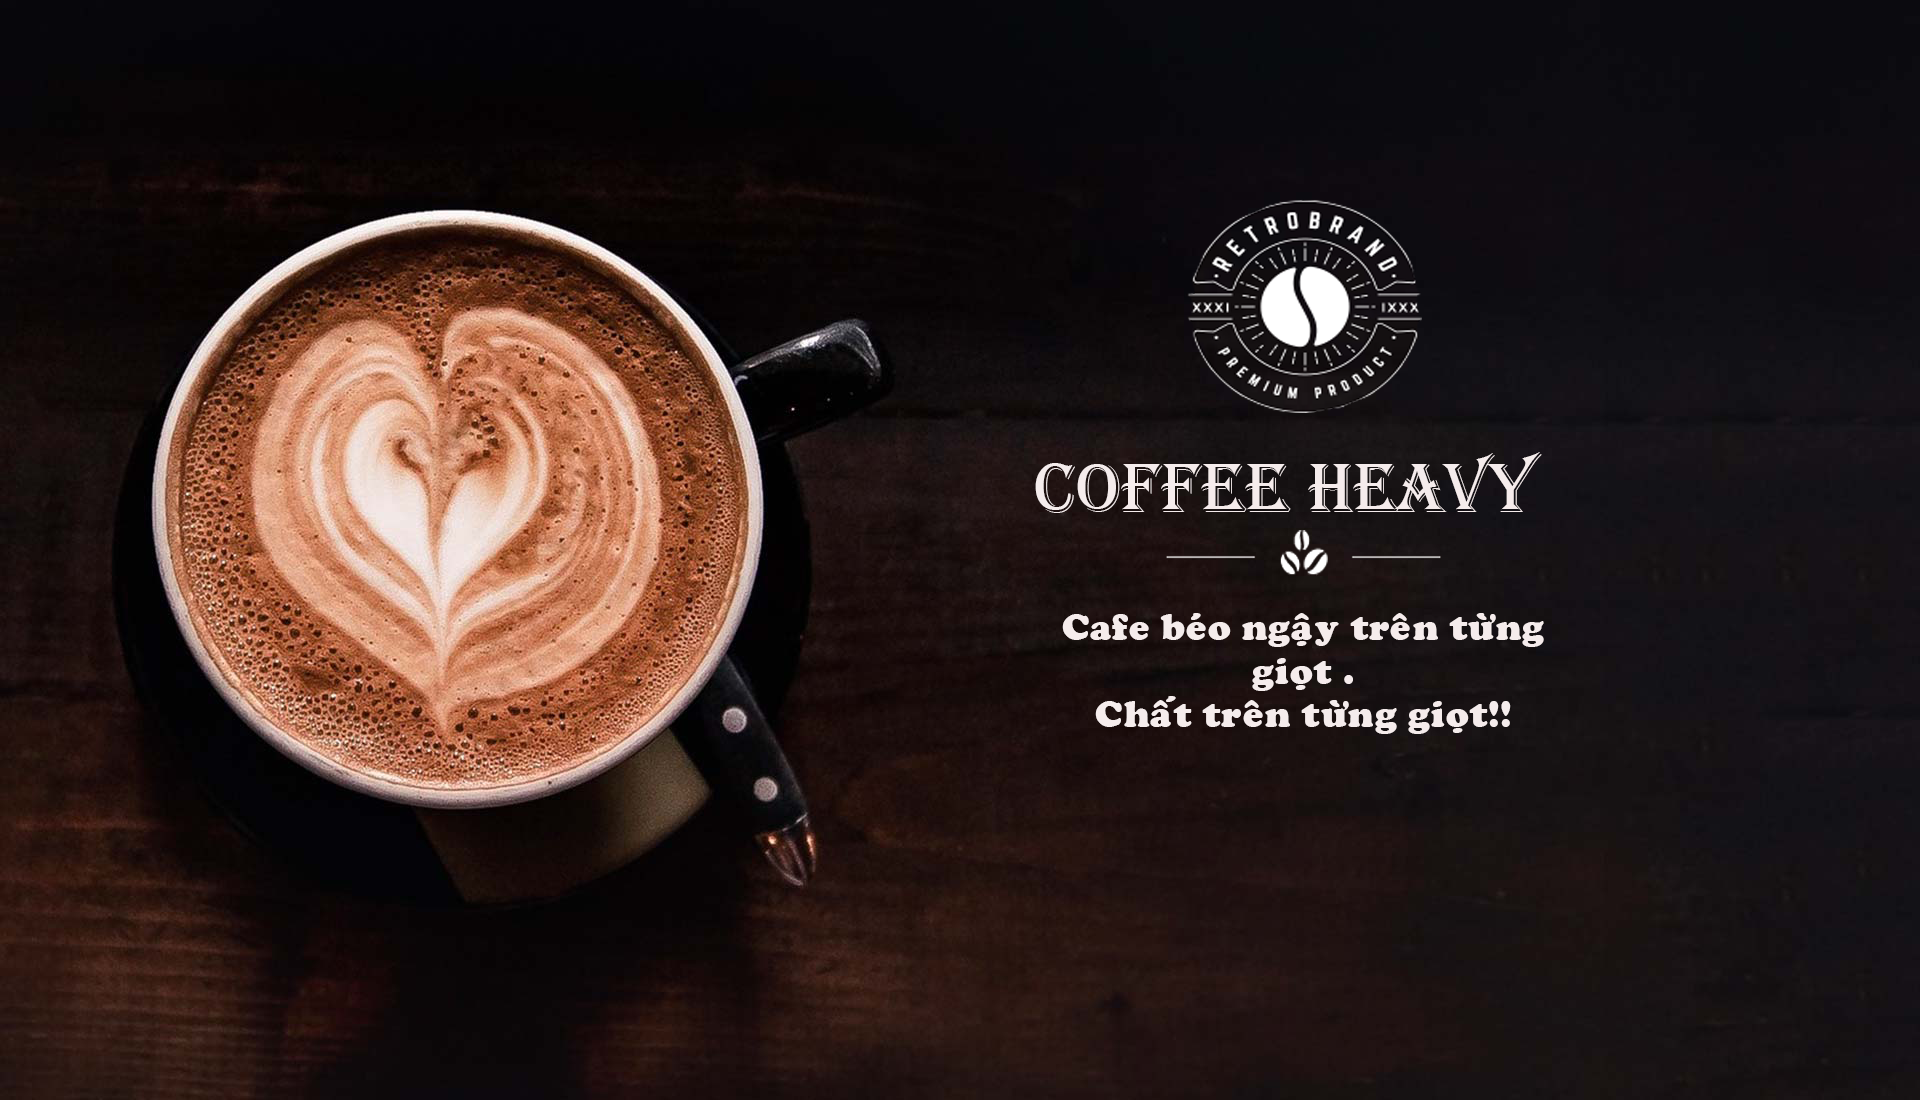 RETROBRAND
XXXI IXXX
PREMIUM PRODUCT
COFFEE HEAVY
Cafe béo ngậy trên từng
giọt .
Chất trên từng giọt!!